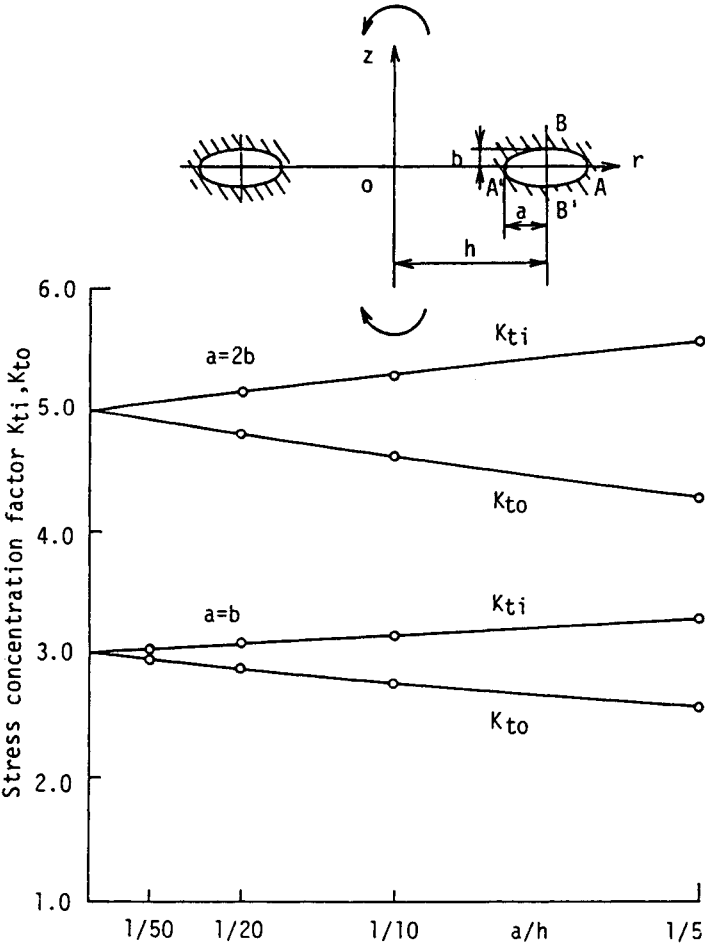 z
B
r
b
o
A'
A
a
B'
h
6.0
Kti
a=2b
5.0
Kto
4.0
Kti
a=b
3.0
Kto
2.0
1.0
1/50 1/20 1/10 a/h 1/5
Stress concentration factor Kti,Kto